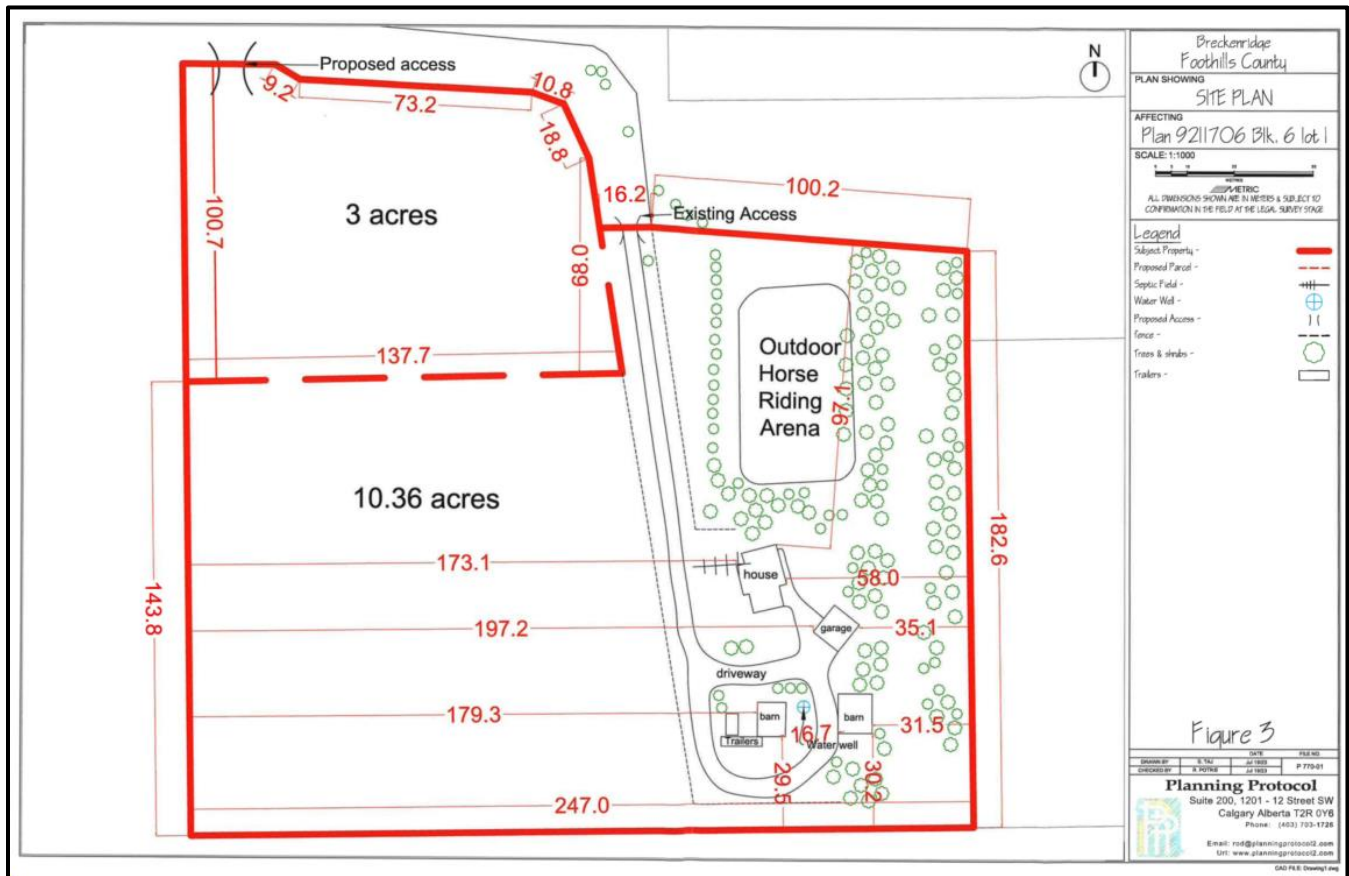 N
Proposed access
9.2
73.2
10.8
18.8
16.2
100.2
Existing Access
100.7
3 acres
68.0
137.7
Outdoor
Horse
Riding
Arena
97.1
10.36 acres
182.6
173.1
house
58.0
143.8
197.2
garage
35.1
driveway
179.3
barn
barn
31.5
16.7
Trailers
Water well
29.5
30.2
247.0
Breckenridge
Foothills County
PLAN SHOWING
SITE PLAN
AFFECTING
Plan 9211706 Blk. 6 lot 1
SCALE: 1:1000
METRES
METRIC
ALL DIMENSIONS SHOWN ARE IN METERS & SUBJECT TO
CONFIRMATION IN THE FIELD AT THE LEGAL SURVEY STAGE
Legend
Subject Property -
Proposed Parcel -
Septic Field -
Water Well -
Proposed Access -
Fence -
Trees & shrubs -
Trailers -
Figure 3
DATE FILE NO.
DRAWN BY S. TAJ
CHECKED BY R. POTRIE
P 770-01
Planning Protocol
Suite 200, 1201 - 12 Street SW
Calgary Alberta T2R 0Y6
Phone: (403) 703-1726
Email: rod@planningprotocol2.com
Url: www.planningprotocol2.com
CAD FILE: Drawing1.dwg